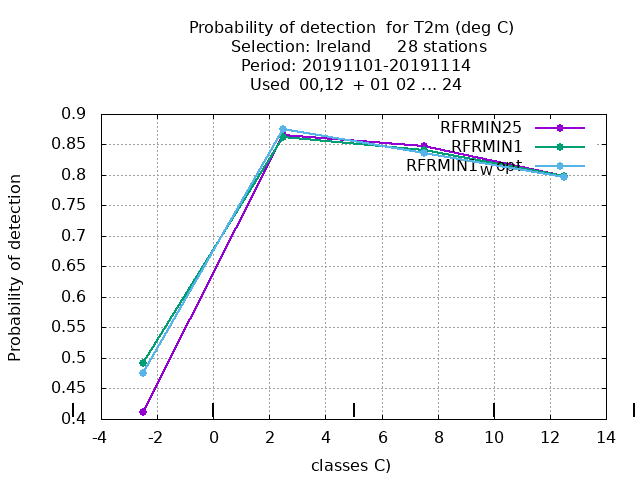 Probability of detection  for T2m (deg C)
Selection: Ireland     28 stations
Period: 20191101-20191114
Used  00,12  + 01 02 ... 24
0.9
0.85
0.8
0.75
0.7
0.65
0.6
0.55
0.5
0.45
0.4
Probability of detection
RFRMIN25
RFRMIN1
RFRMIN1wopt
-4 -2 0 2 4 6 8 10 12 14
classes C)